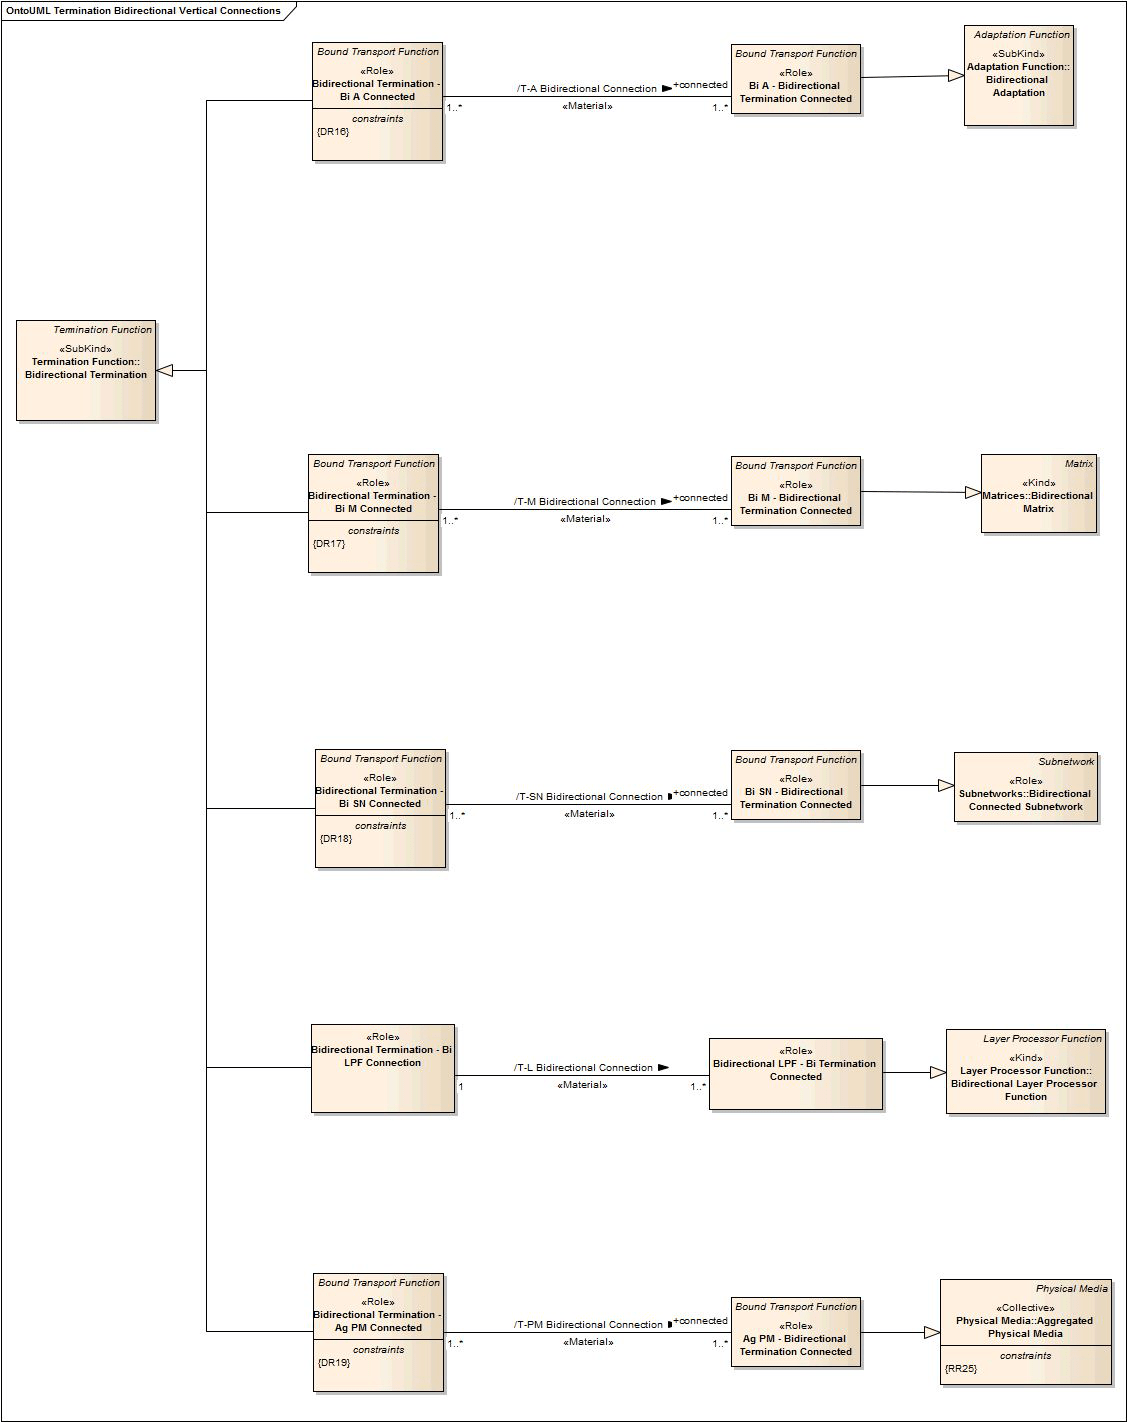 OntoUML Termination Bidirectional Vertical Connections
Bound Transport Function
«Role»
Bidirectional Termination -
Bi A Connected
constraints
{DR16}
/T-A Bidirectional Connection
+connected
1..*
«Material»
1..*
Bound Transport Function
«Role»
Bi A - Bidirectional
Termination Connected
Adaptation Function
«SubKind»
Adaptation Function::
Bidirectional
Adaptation
Termination Function
«SubKind»
Termination Function::
Bidirectional Termination
Bound Transport Function
«Role»
Bidirectional Termination -
Bi M Connected
constraints
{DR17}
/T-M Bidirectional Connection
+connected
1..*
«Material»
1..*
Bound Transport Function
«Role»
Bi M - Bidirectional
Termination Connected
Matrix
«Kind»
Matrices::Bidirectional
Matrix
Bound Transport Function
«Role»
Bidirectional Termination -
Bi SN Connected
constraints
{DR18}
/T-SN Bidirectional Connection
+connected
1..*
«Material»
1..*
Bound Transport Function
«Role»
Bi SN - Bidirectional
Termination Connected
Subnetwork
«Role»
Subnetworks::Bidirectional
Connected Subnetwork
«Role»
Bidirectional Termination - Bi
LPF Connection
/T-L Bidirectional Connection
1
«Material»
1..*
«Role»
Bidirectional LPF - Bi Termination
Connected
Layer Processor Function
«Kind»
Layer Processor Function::
Bidirectional Layer Processor
Function
Bound Transport Function
«Role»
Bidirectional Termination -
Ag PM Connected
constraints
{DR19}
/T-PM Bidirectional Connection
+connected
1..*
«Material»
1..*
Bound Transport Function
«Role»
Ag PM - Bidirectional
Termination Connected
Physical Media
«Collective»
Physical Media::Aggregated
Physical Media
constraints
{RR25}